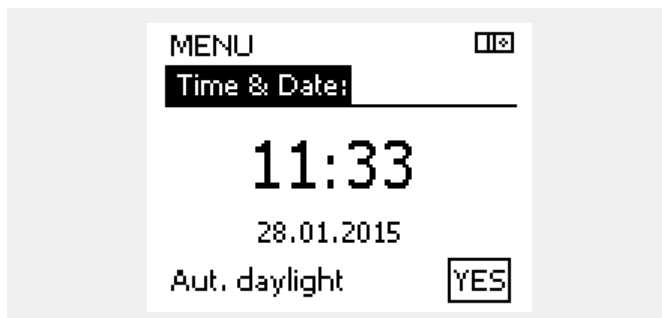 MENU
Time & Date:
11:33
28.01.2015
Aut. daylight YES